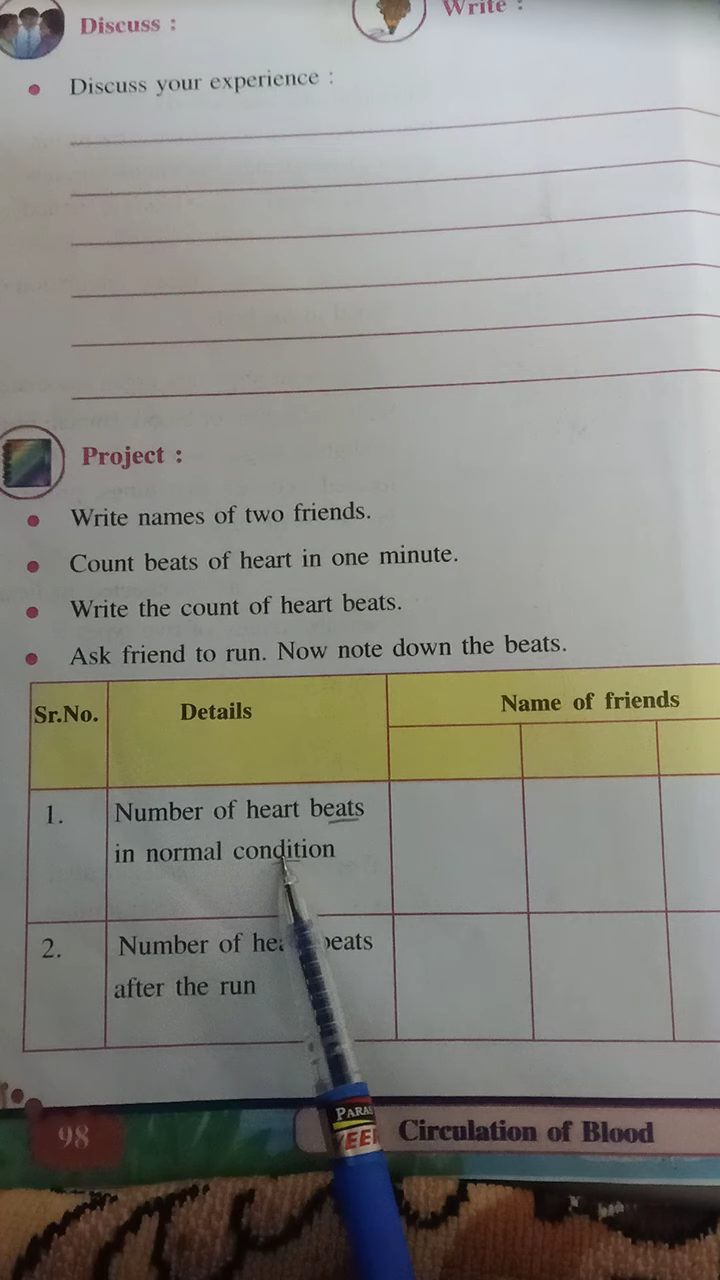 Discuss :
Write :
Discuss your experience :
Project :
Write names of two friends.
Count beats of heart in one minute.
Write the count of heart beats.
Ask friend to run. Now note down the beats.
Sr.No. Details Name of friends
1. Number of heart beats
in normal condition
2. Number of beats
after the run
98 Circulation of Blood